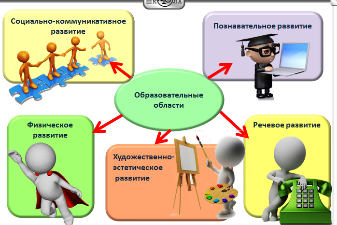 Социально-коммуникативное
развитие
Познавательное развитие
Образовательные
области
Физическое
развитие
Художественно-
эстетическое
развитие
Речевое развитие